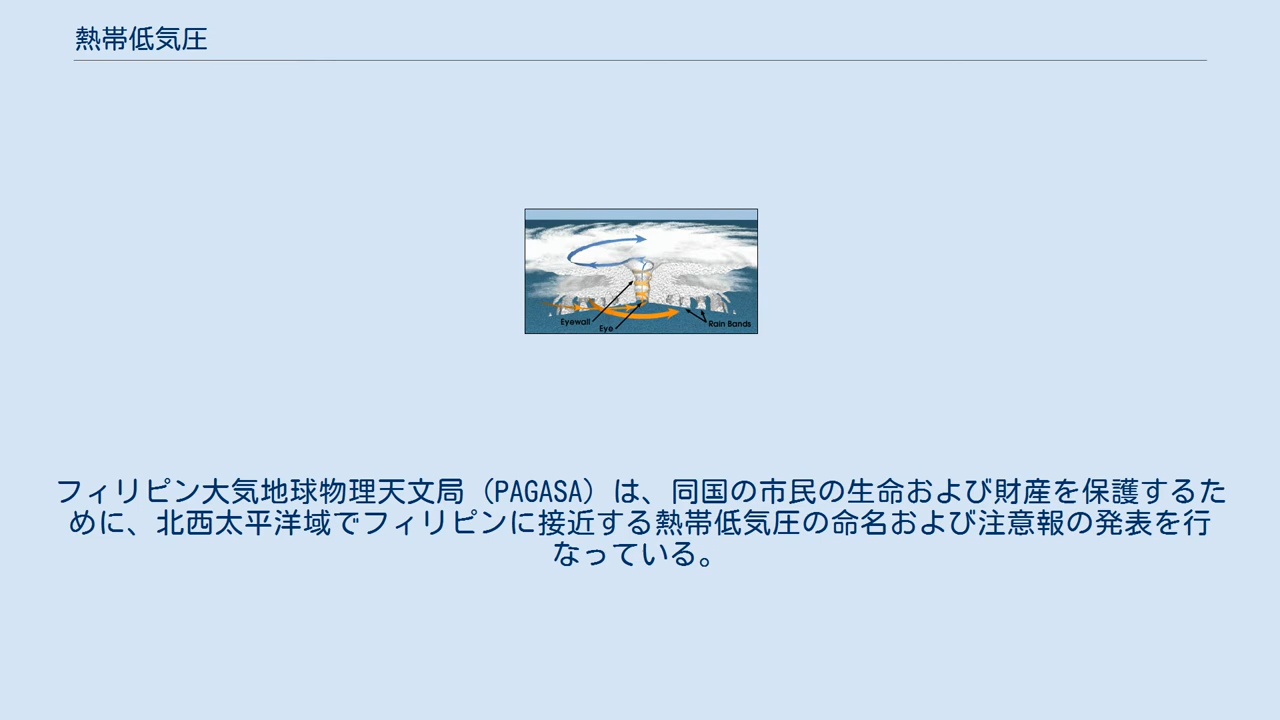 熱帯低気圧
Eyewall
Eye
Rain Bands
フィリピン大気地球物理天文局（PAGASA）は、同国の市民の生命および財産を保護するた
めに、北西太平洋域でフィリピンに接近する熱帯低気圧の命名および注意報の発表を行
なっている。